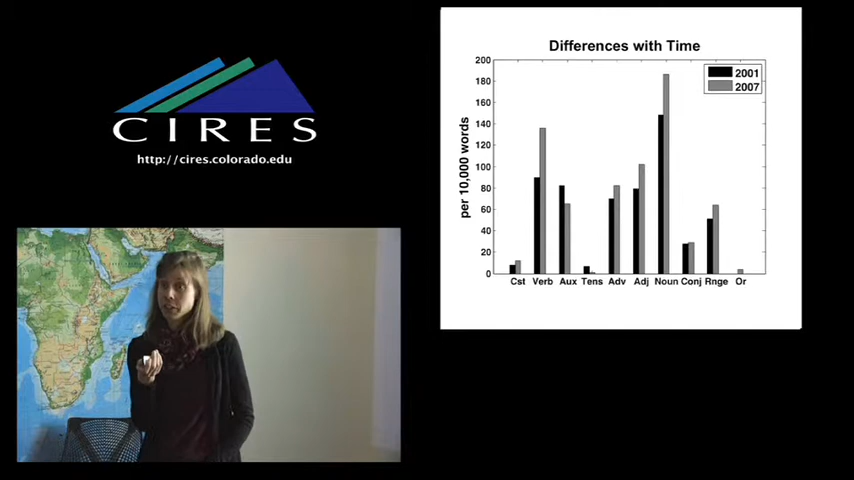 CIRES
http://cires.colorado.edu
Differences with Time
2001
2007
per 10,000 words
200
180
160
140
120
100
80
60
40
20
0
Cst Verb Aux Tens Adv Adj Noun Conj Rnge Or